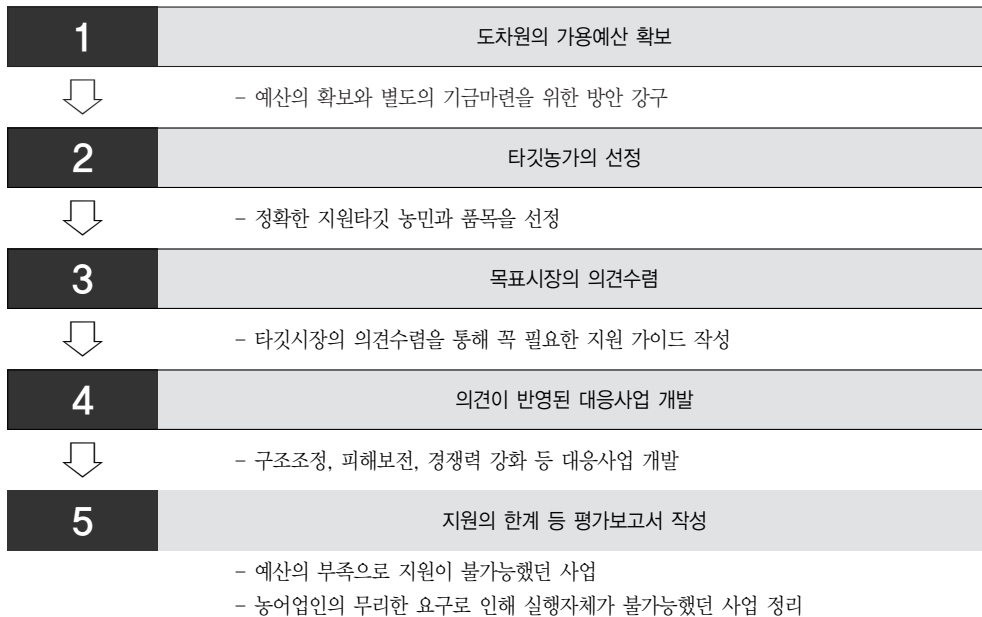 1 도차원의 가용예산 확보
– 예산의 확보와 별도의 기금마련을 위한 방안 강구
2 타깃농가의 선정
– 정확한 지원타깃 농민과 품목을 선정
3 목표시장의 의견수렴
– 타깃시장의 의견수렴을 통해 꼭 필요한 지원 가이드 작성
4 의견이 반영된 대응사업 개발
– 구조조정, 피해보전, 경쟁력 강화 등 대응사업 개발
5 지원의 한계 등 평가보고서 작성
– 예산의 부족으로 지원이 불가능했던 사업
– 농어업인의 무리한 요구로 인해 실행자체가 불가능했던 사업 정리